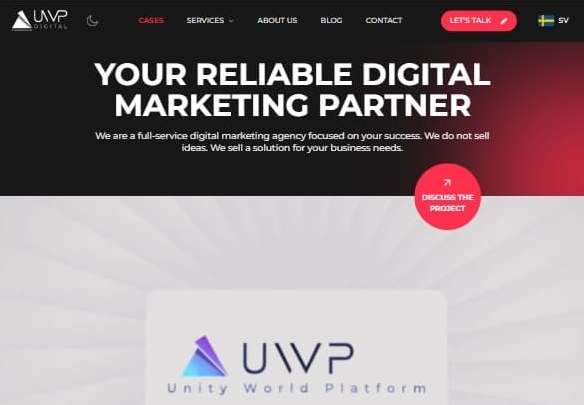 UWP
DIGITAL
CASES SERVICES ABOUT US BLOG CONTACT LET'S TALK SV
YOUR RELIABLE DIGITAL
MARKETING PARTNER
We are a full-service digital marketing agency focused on your success. We do not sell
ideas. We sell a solution for your business needs.
DISCUSS THE
PROJECT
UWP
Unity World Platform